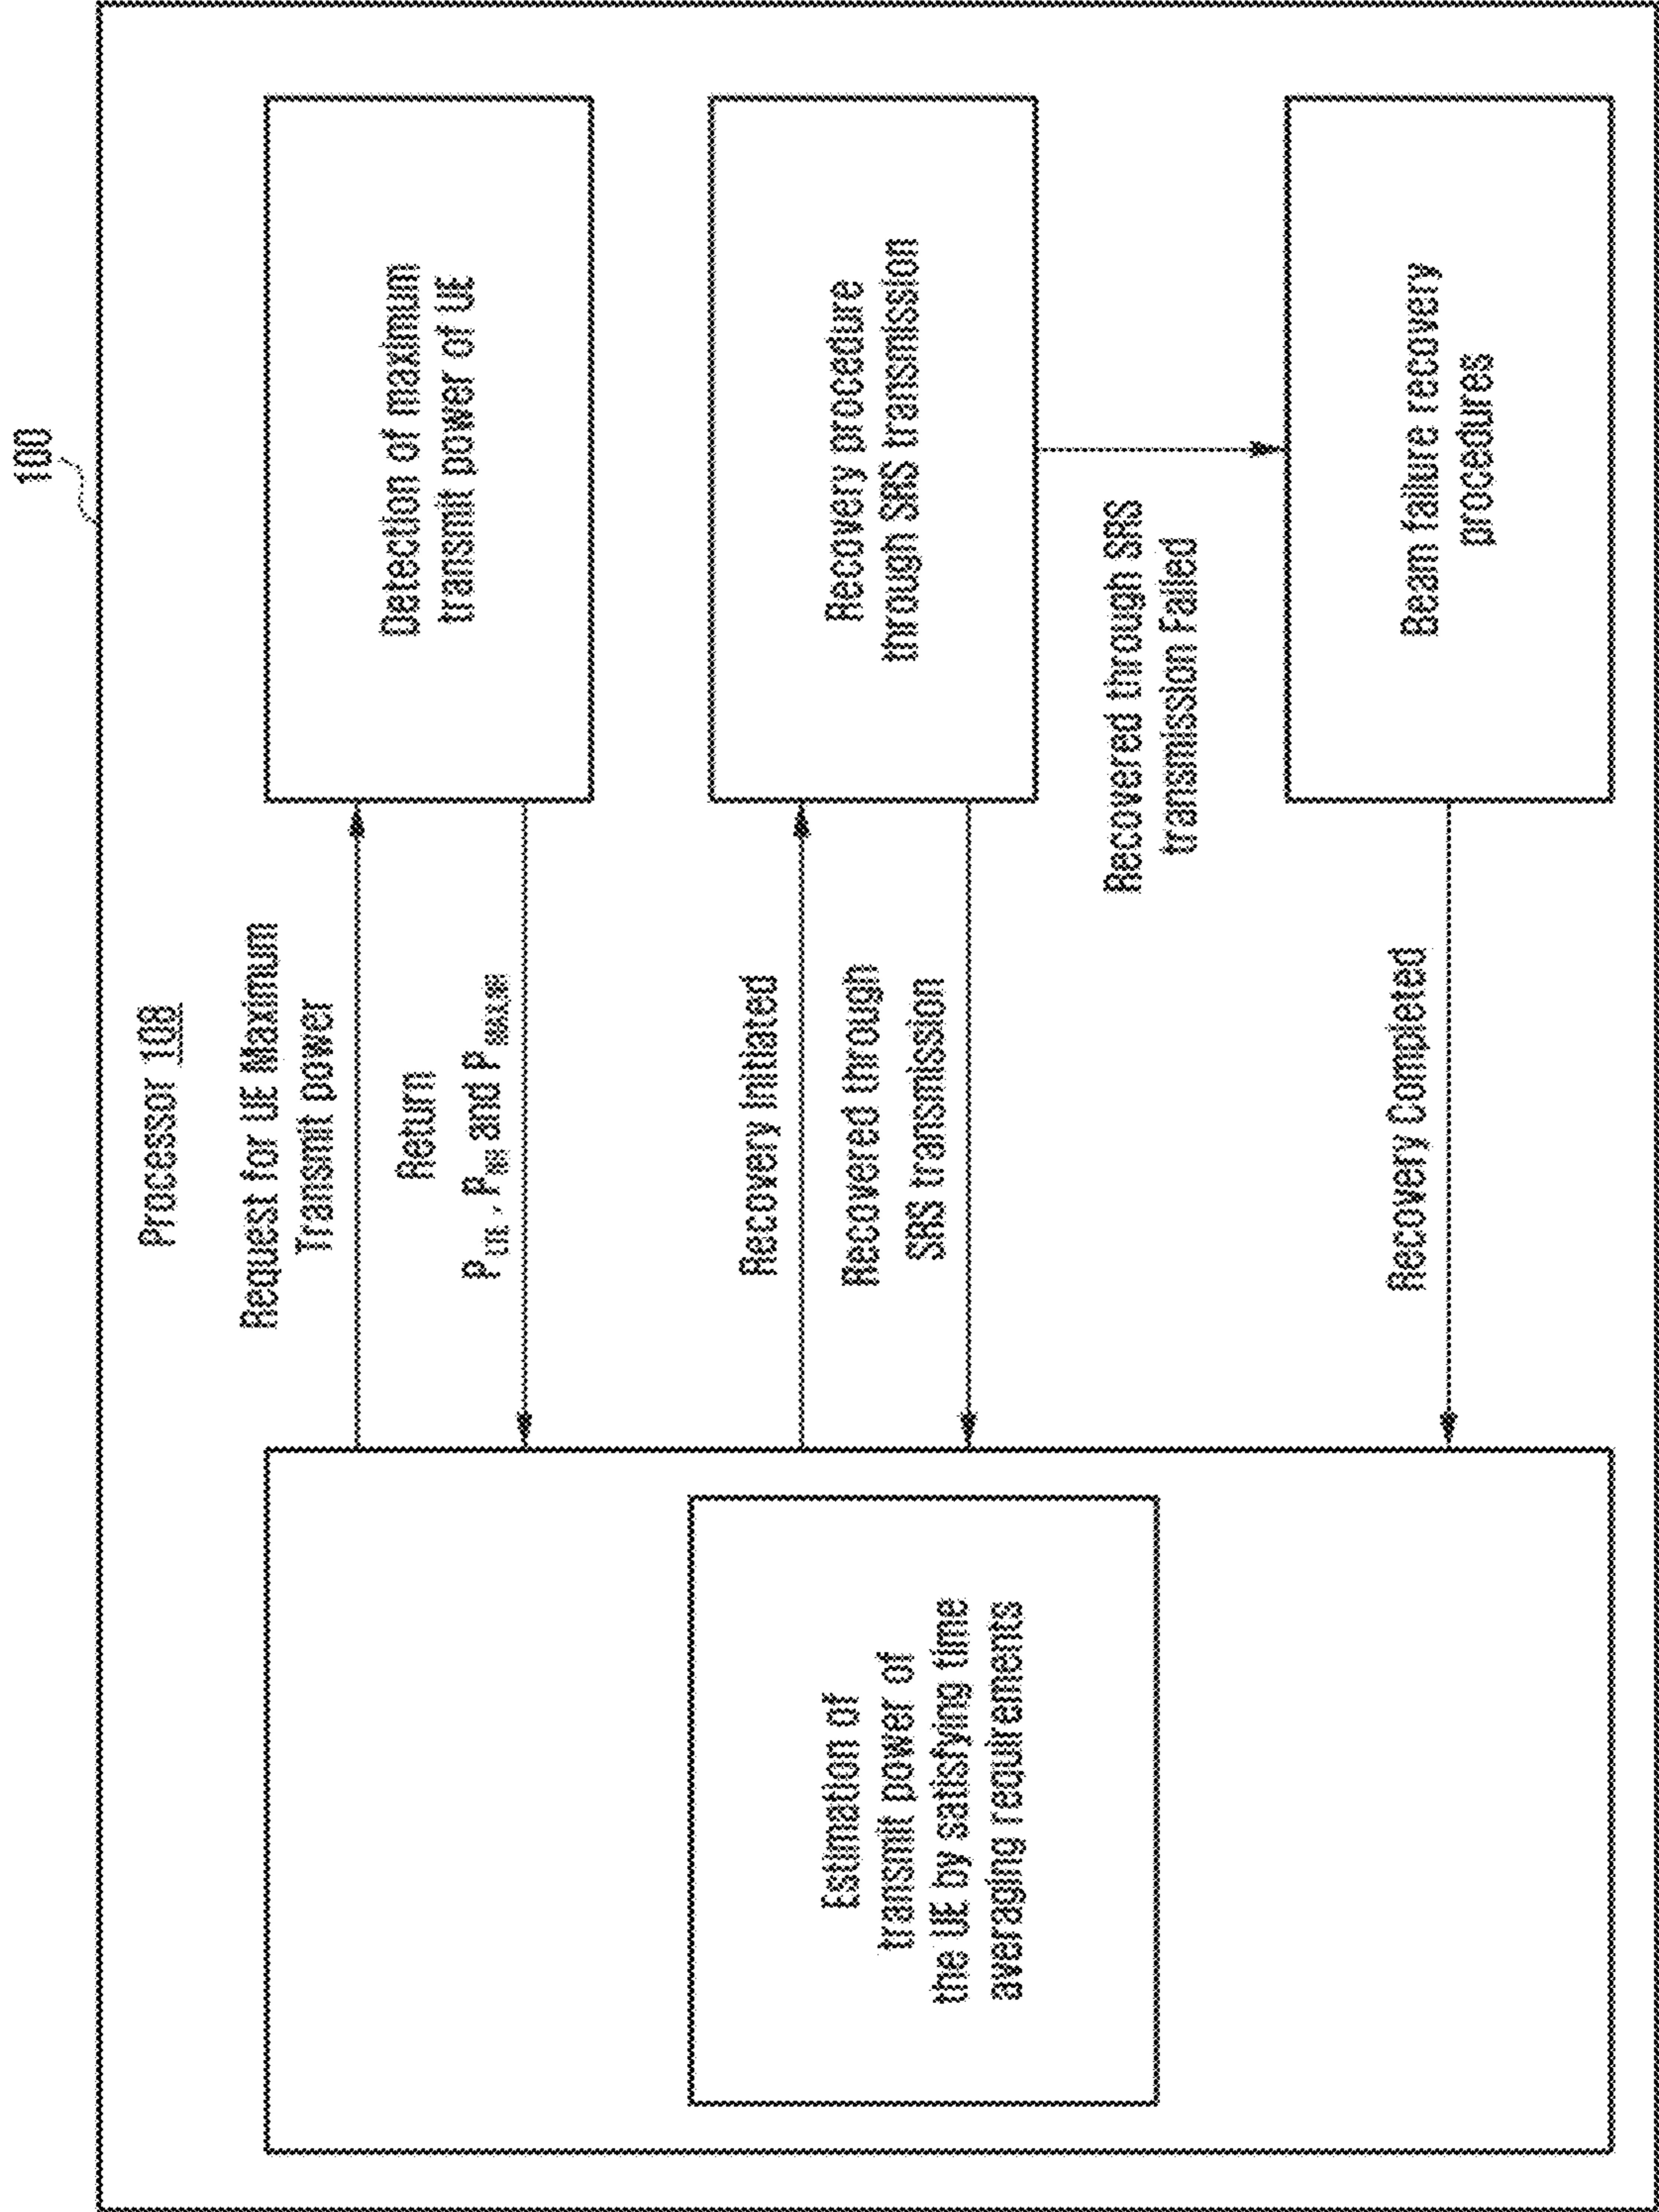 100
Processor 108
Request for UE Maximum
Transmit power
Return
P and P
Recovery Initiated
Recovered through
SRS transmission
Recovered through SRS
transmission Failed
Recovery Completed
Detection of maximum
transmit power of UE
Recovery procedure
through SRS transmission
Beam failure recovery
procedures
Estimation of
transmit power of
the UE by satisfying time
averaging requirements